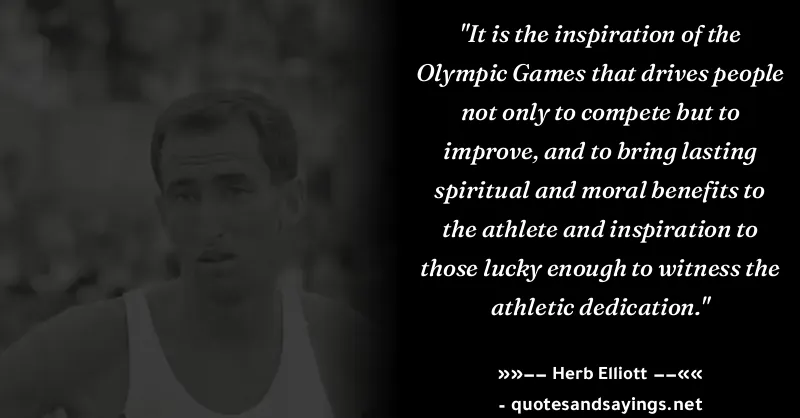 "It is the inspiration of the
Olympic Games that drives people
not only to compete but to
improve, and to bring lasting
spiritual and moral benefits to
the athlete and inspiration to
those lucky enough to witness the
athletic dedication."
»»−− Herb Elliott −−««
- quotesandsayings.net